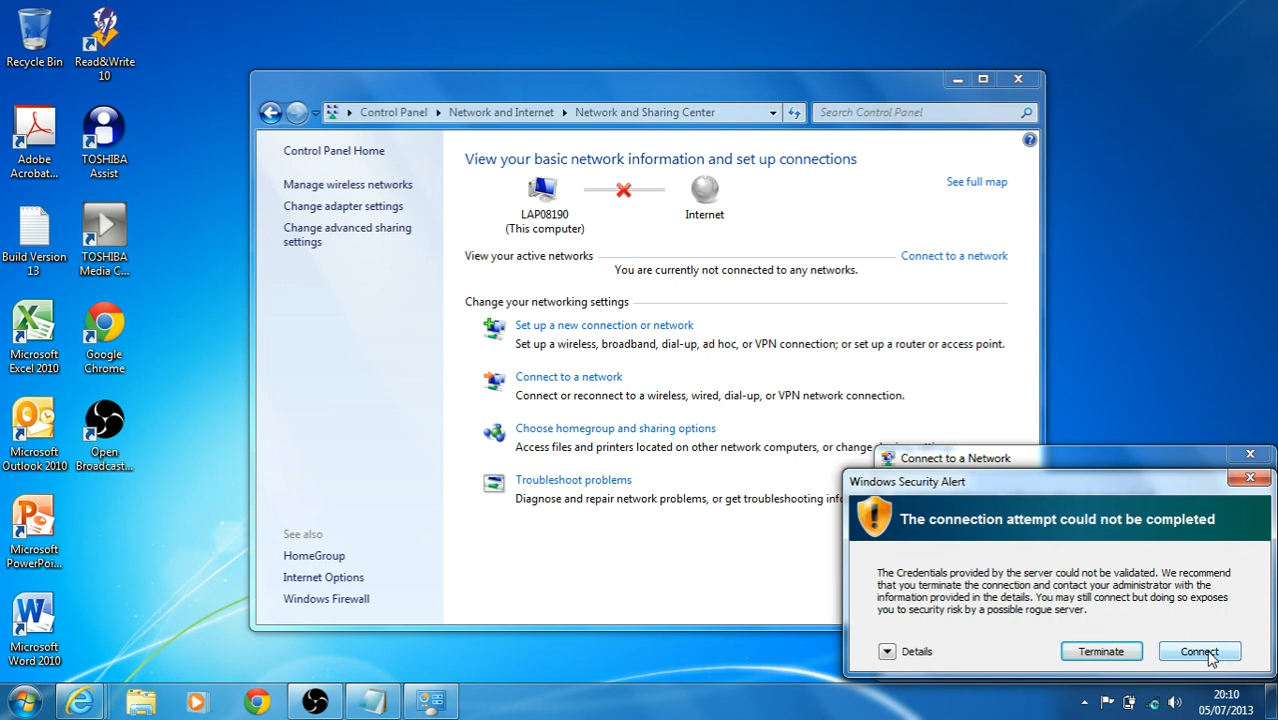 Recycle Bin
Read&Write
10
Adobe
Acrobat...
TOSHIBA
Assist
Build Version
13
TOSHIBA
Media C...
Microsoft
Excel 2010
Google
Chrome
Microsoft
Outlook 2010
Open
Broadcast...
Microsoft
PowerPoi...
Microsoft
Word 2010
Control Panel
Network and Internet
Network and Sharing Center
Search Control Panel
Control Panel Home
Manage wireless networks
Change adapter settings
Change advanced sharing
settings
See also
HomeGroup
Internet Options
Windows Firewall
View your basic network information and set up connections
See full map
LAP08190
(This computer)
Internet
View your active networks
Connect to a network
You are currently not connected to any networks.
Change your networking settings
Set up a new connection or network
Set up a wireless, broadband, dial-up, ad hoc, or VPN connection; or set up a router or access point.
Connect to a network
Connect or reconnect to a wireless, wired, dial-up, or VPN network connection.
Choose homegroup and sharing options
Access files and printers located on other network computers, or change
Troubleshoot problems
Diagnose and repair network problems, or get troubleshooting
Connect to a Network
Windows Security Alert
The connection attempt could not be completed
The Credentials provided by the server could not be validated. We recommend
that you terminate the connection and contact your administrator with the
information provided in the details. You may still connect but doing so exposes
you to security risk by a possible rogue server.
Details
Terminate
Connect
20:10
05/07/2013